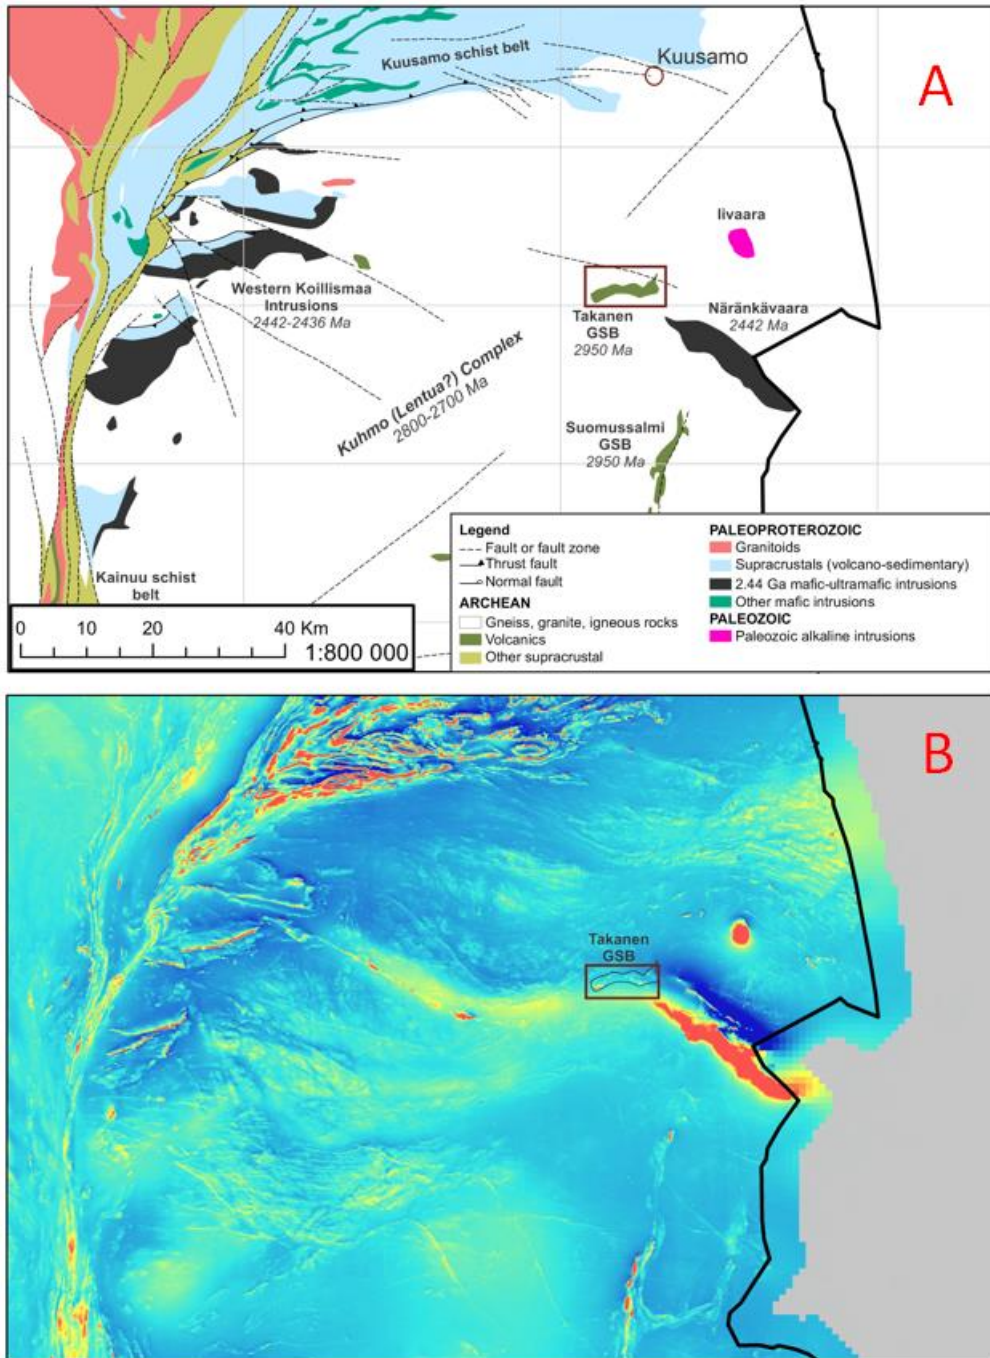 Kuusamo schist belt
Kuusamo
A
Iivaara
Western Koillismaa
Intrusions
2442-2436 Ma
Takanen
GSB
2950 Ma
Näränkävaara
2442 Ma
Kuhmo (Lentua?) Complex
2800-2700 Ma
Suomussalmi
GSB
2950 Ma
Kainuu schist
belt
0 10 20 40 Km
1:800 000
Legend
Fault or fault zone
Thrust fault
Normal fault
ARCHEAN
Gneiss, granite, igneous rocks
Volcanics
Other supracrustal
PALEOPROTEROZOIC
Granitoids
Supracrustals (volcano-sedimentary)
2.44 Ga mafic-ultramafic intrusions
Other mafic intrusions
PALEOZOIC
Paleozoic alkaline intrusions
B
Takanen
GSB